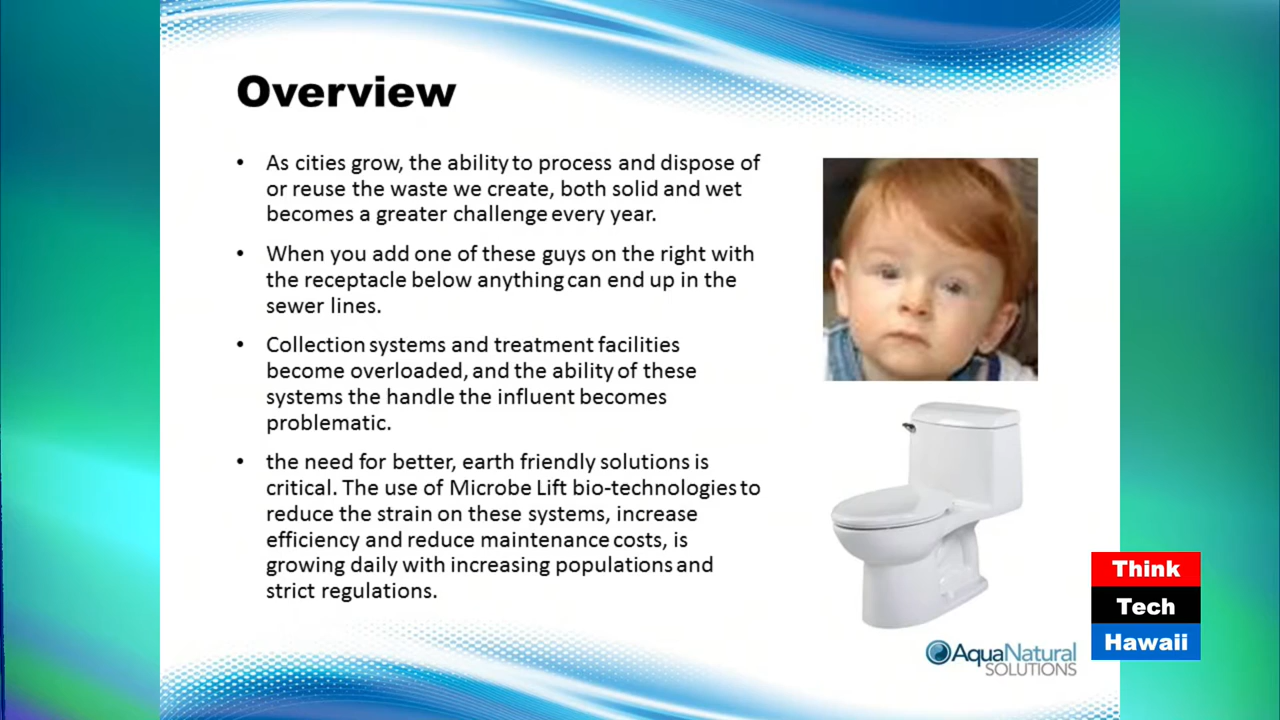 Overview
• As cities grow, the ability to process and dispose of
or reuse the waste we create, both solid and wet
becomes a greater challenge every year.
• When you add one of these guys on the right with
the receptacle below anything can end up in the
sewer lines.
• Collection systems and treatment facilities
become overloaded, and the ability of these
systems the handle the influent becomes
problematic.
• the need for better, earth friendly solutions is
critical. The use of Microbe Lift bio-technologies to
reduce the strain on these systems, increase
efficiency and reduce maintenance costs, is
growing daily with increasing populations and
strict regulations.
AquaNatural
SOLUTIONS
Think
Tech
Hawaii